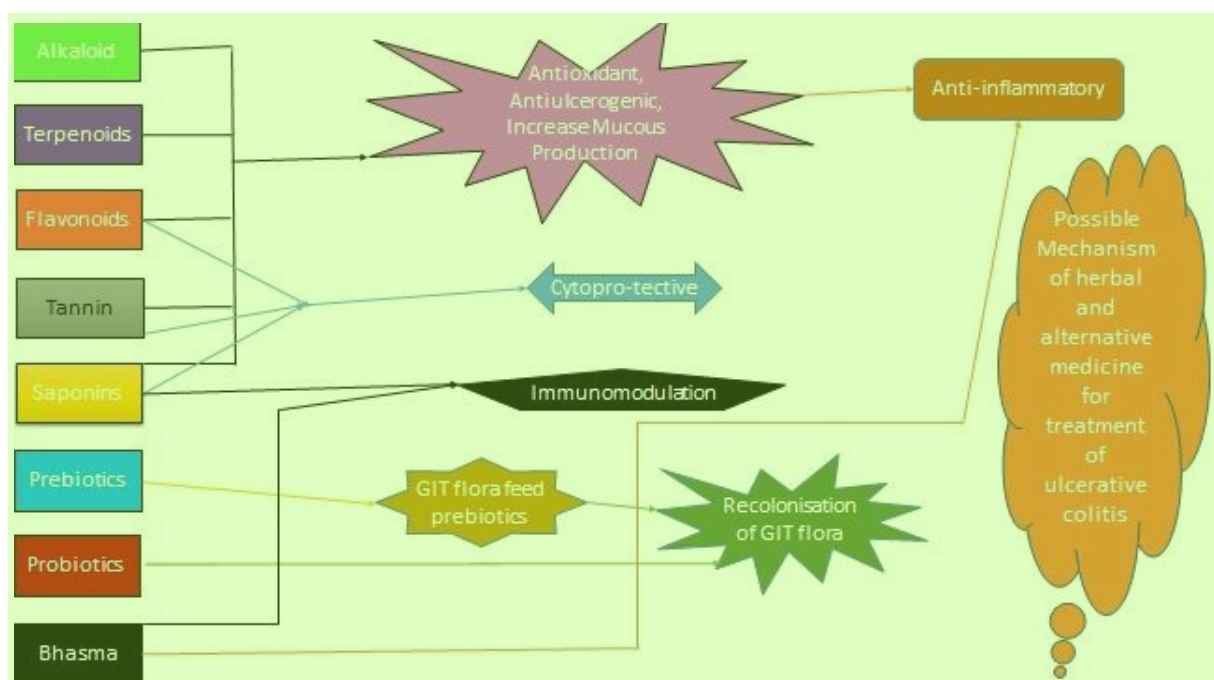 Alkaloid
Terpenoids
Flavonoids
Tannin
Saponins
Prebiotics
Probiotics
Bhasma
Antioxidant,
Antiulcerogenic,
Increase Mucous
Production
Cytopro-tective
Immunomodulation
GIT flora feed
prebiotics
Recolonisation
of GIT flora
Anti-inflammatory
Possible
Mechanism
of herbal
and
alternative
medicine
for
treatment
of
ulcerative
colitis